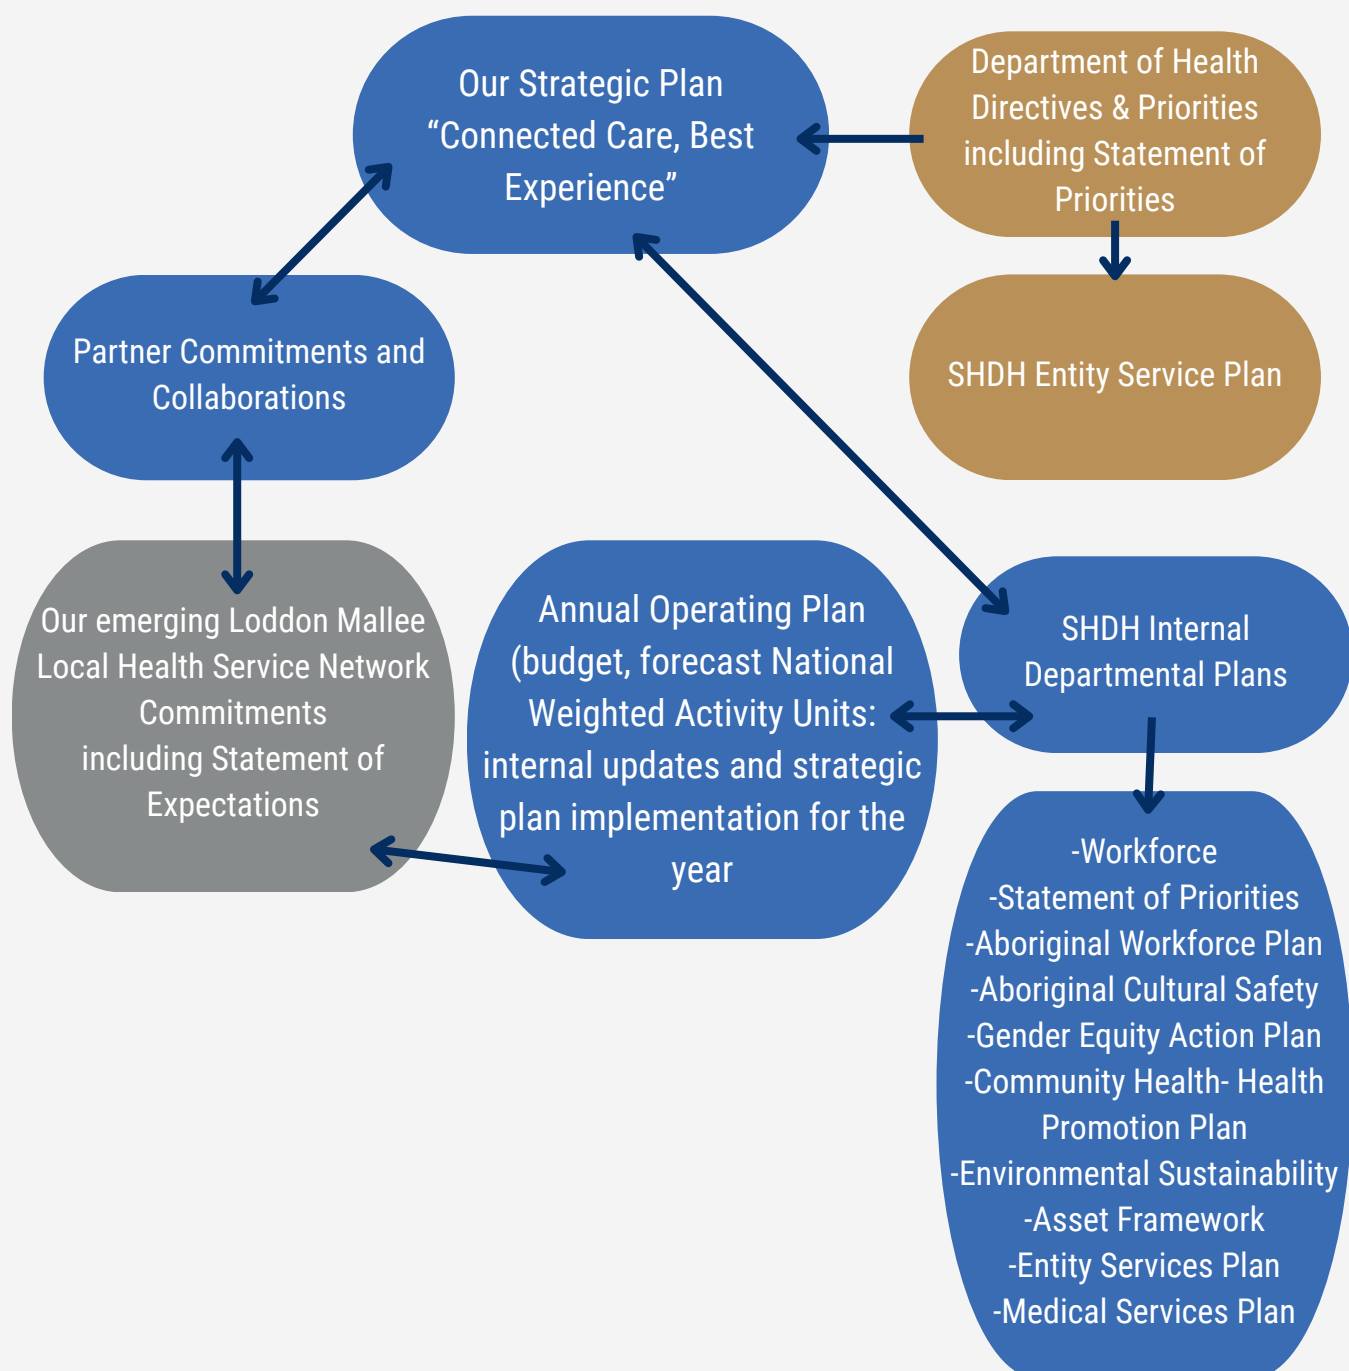 Our Strategic Plan
“Connected Care, Best
Experience”
Department of Health
Directives & Priorities
including Statement of
Priorities
Partner Commitments and
Collaborations
SHDH Entity Service Plan
Our emerging Loddon Mallee
Local Health Service Network
Commitments
including Statement of
Expectations
Annual Operating Plan
(budget, forecast National
Weighted Activity Units:
internal updates and strategic
plan implementation for the
year
SHDH Internal
Departmental Plans
-Workforce
-Statement of Priorities
-Aboriginal Workforce Plan
-Aboriginal Cultural Safety
-Gender Equity Action Plan
-Community Health- Health
Promotion Plan
-Environmental Sustainability
-Asset Framework
-Entity Services Plan
-Medical Services Plan